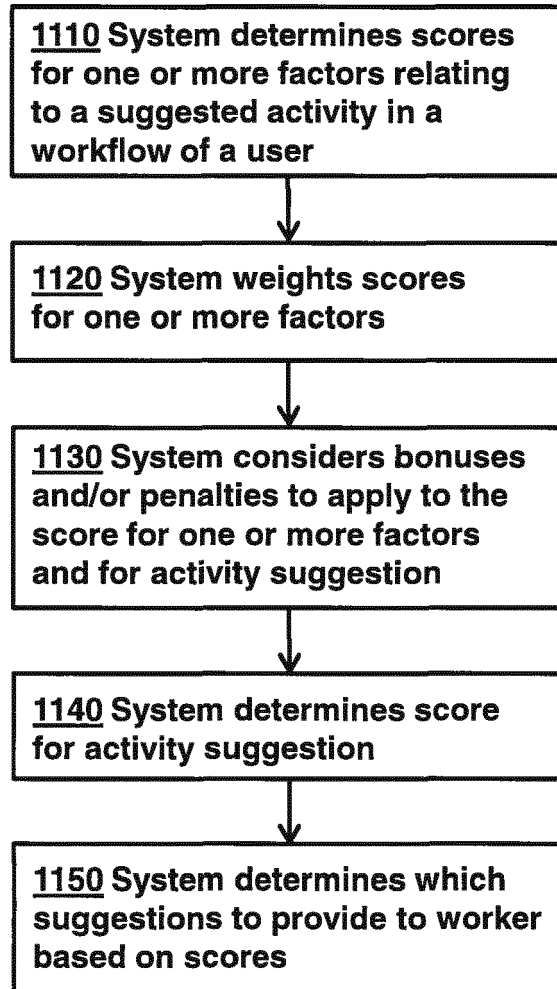 1110 System determines scores
for one or more factors relating
to a suggested activity in a
workflow of a user
1120 System weights scores
for one or more factors
1130 System considers bonuses
and/or penalties to apply to the
score for one or more factors
and for activity suggestion
1140 System determines score
for activity suggestion
1150 System determines which
suggestions to provide to worker
based on scores